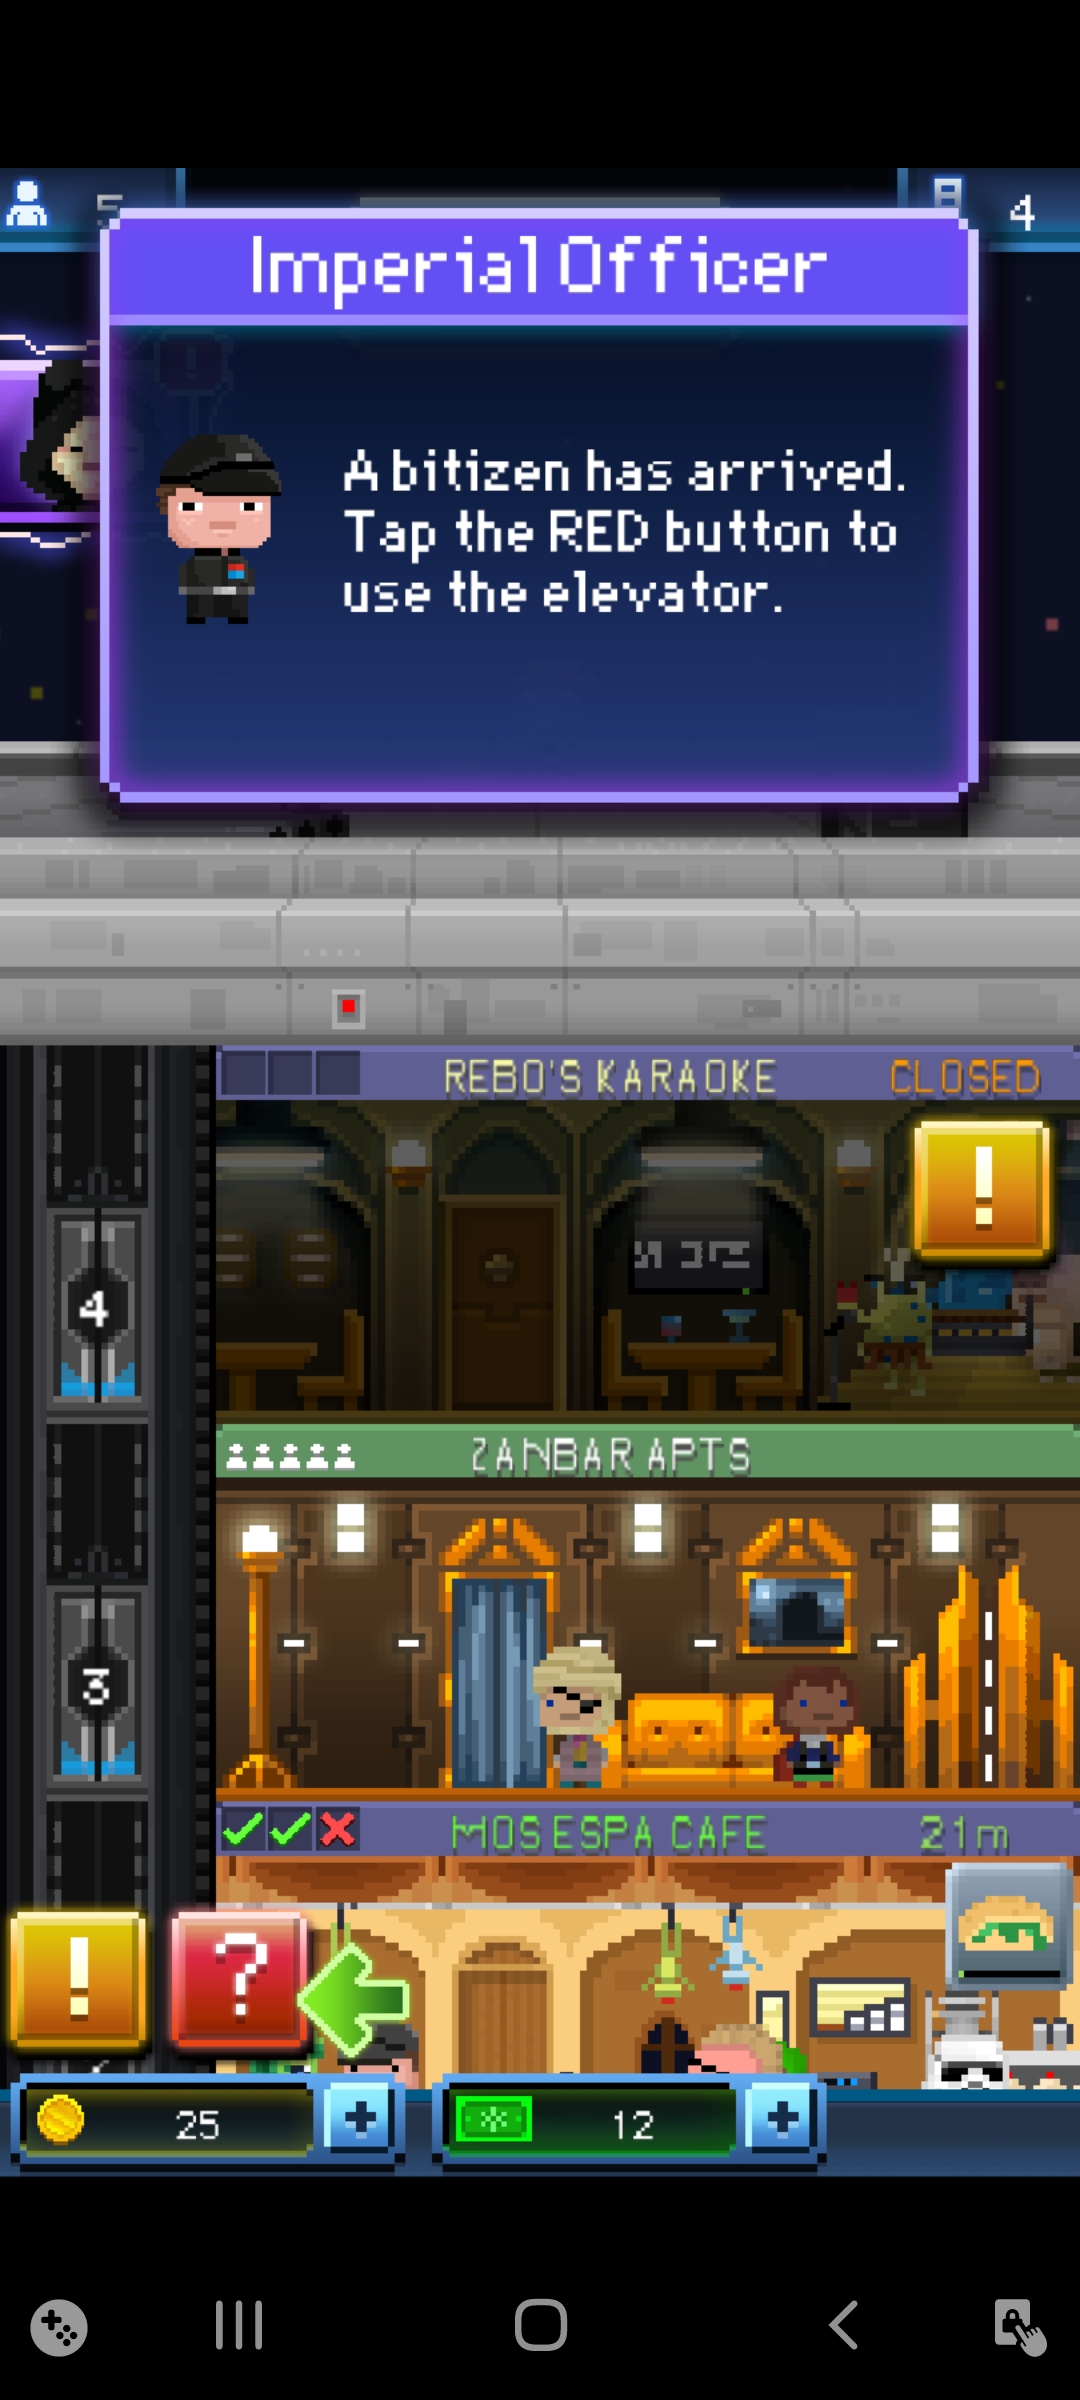 5
4
Imperial Officer
A bitizen has arrived.
Tap the RED button to
use the elevator.
REBO'S KARAOKE CLOSED
!
4
ZANBAR APTS
3
MOS ESPA CAFE 21m
! ?
25 12